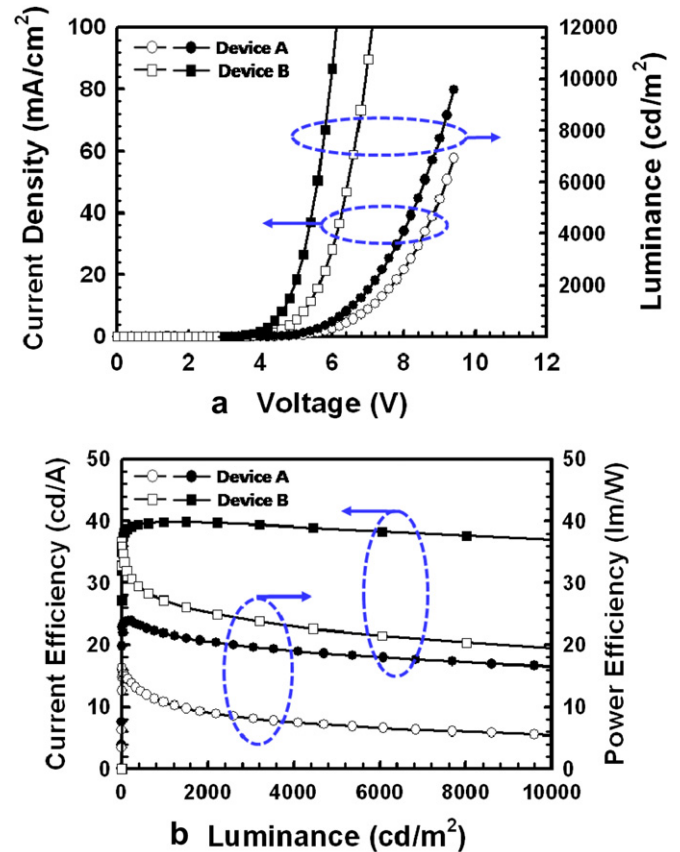 100
80
60
40
20
0
Current Density (mA/cm²)
Device A
Device B
12000
10000
8000
6000
4000
2000
0
Luminance (cd/m²)
0 2 4 6 8 10 12
a Voltage (V)
50
40
30
20
10
0
Current Efficiency (cd/A)
Device A
Device B
50
40
30
20
10
0
Power Efficiency (lm/W)
0 2000 4000 6000 8000 10000
b Luminance (cd/m²)